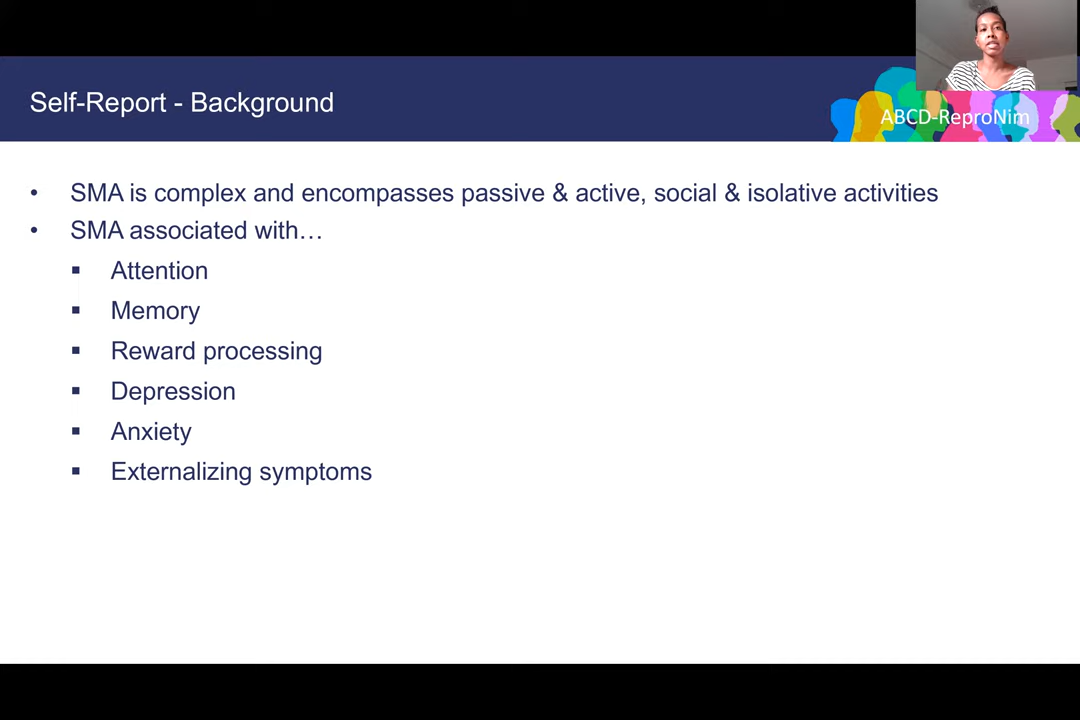 Self-Report - Background
ABCD-ReproNim
• SMA is complex and encompasses passive & active, social & isolative activities
• SMA associated with…
▪ Attention
▪ Memory
▪ Reward processing
▪ Depression
▪ Anxiety
▪ Externalizing symptoms